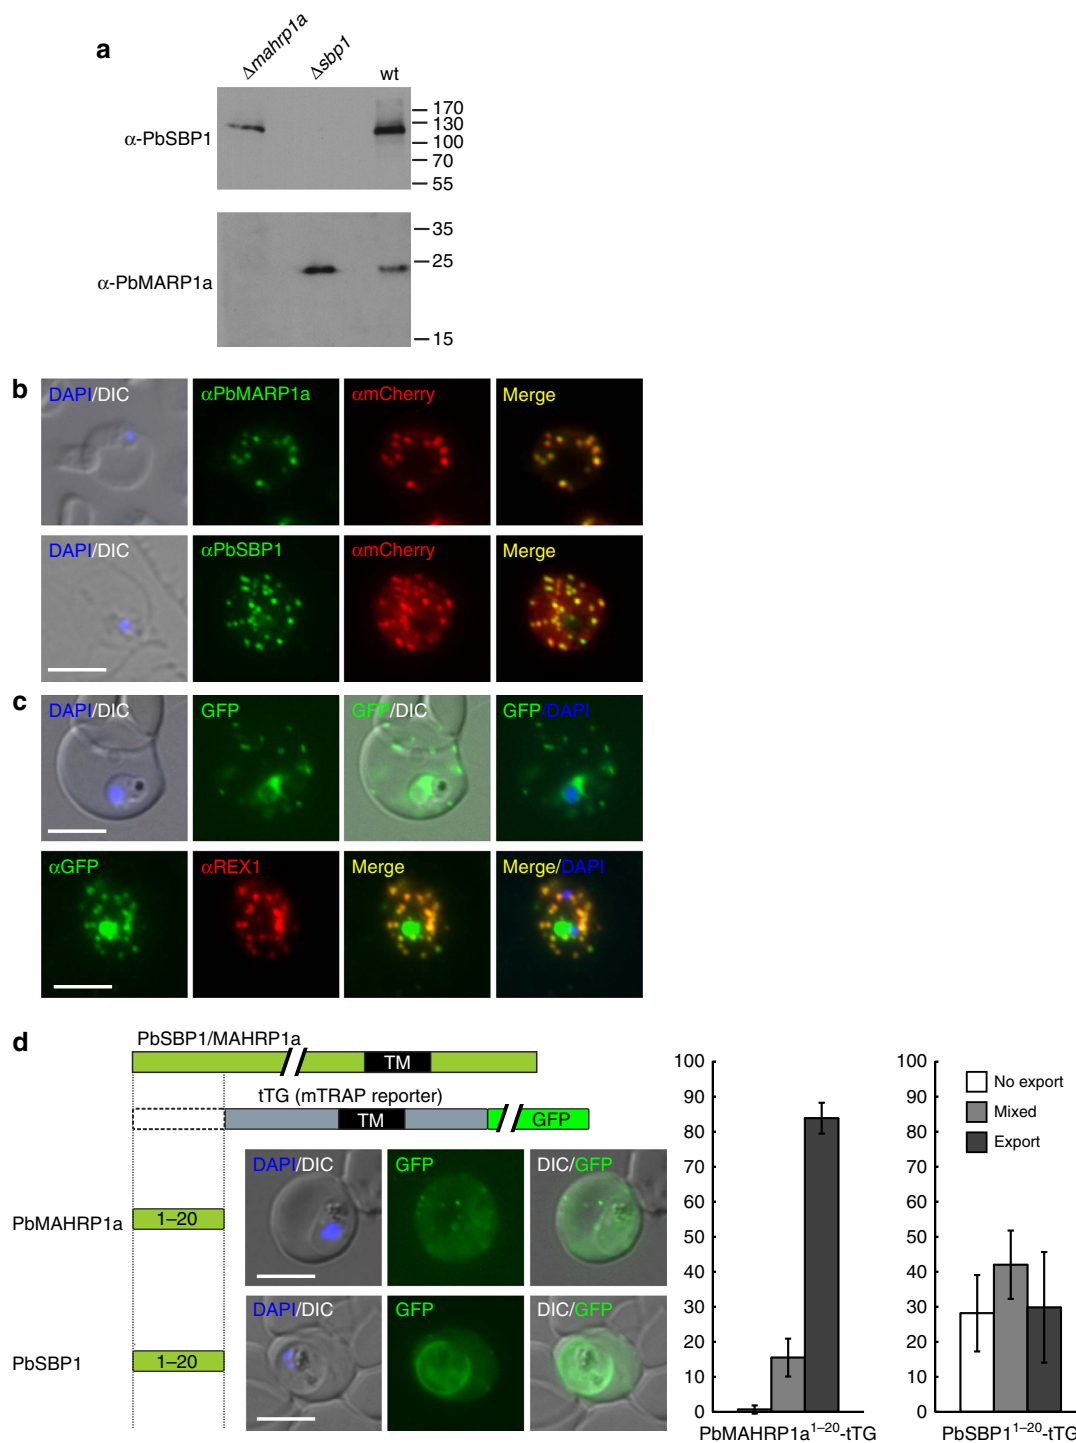 a
Δmahrp1a
Δsbp1
wt
α-PbSBP1
170
130
100
70
55
α-PbMARP1a
35
25
15
b
DAPI/DIC
αPbMARP1a
αmCherry
Merge
DAPI/DIC
αPbSBP1
αmCherry
Merge
c
DAPI/DIC
GFP
GFP/DIC
GFP/DAPI
αGFP
αREX1
Merge
Merge/DAPI
d
PbSBP1/MAHRP1a
TM
tTG (mTRAP reporter)
TM
GFP
PbMAHRP1a
1–20
DAPI/DIC
GFP
DIC/GFP
PbSBP1
1–20
DAPI/DIC
GFP
DIC/GFP
100
90
80
70
60
50
40
30
20
10
0
PbMAHRP1a1–20-tTG
100
90
80
70
60
50
40
30
20
10
0
No export
Mixed
Export
PbSBP11–20-tTG